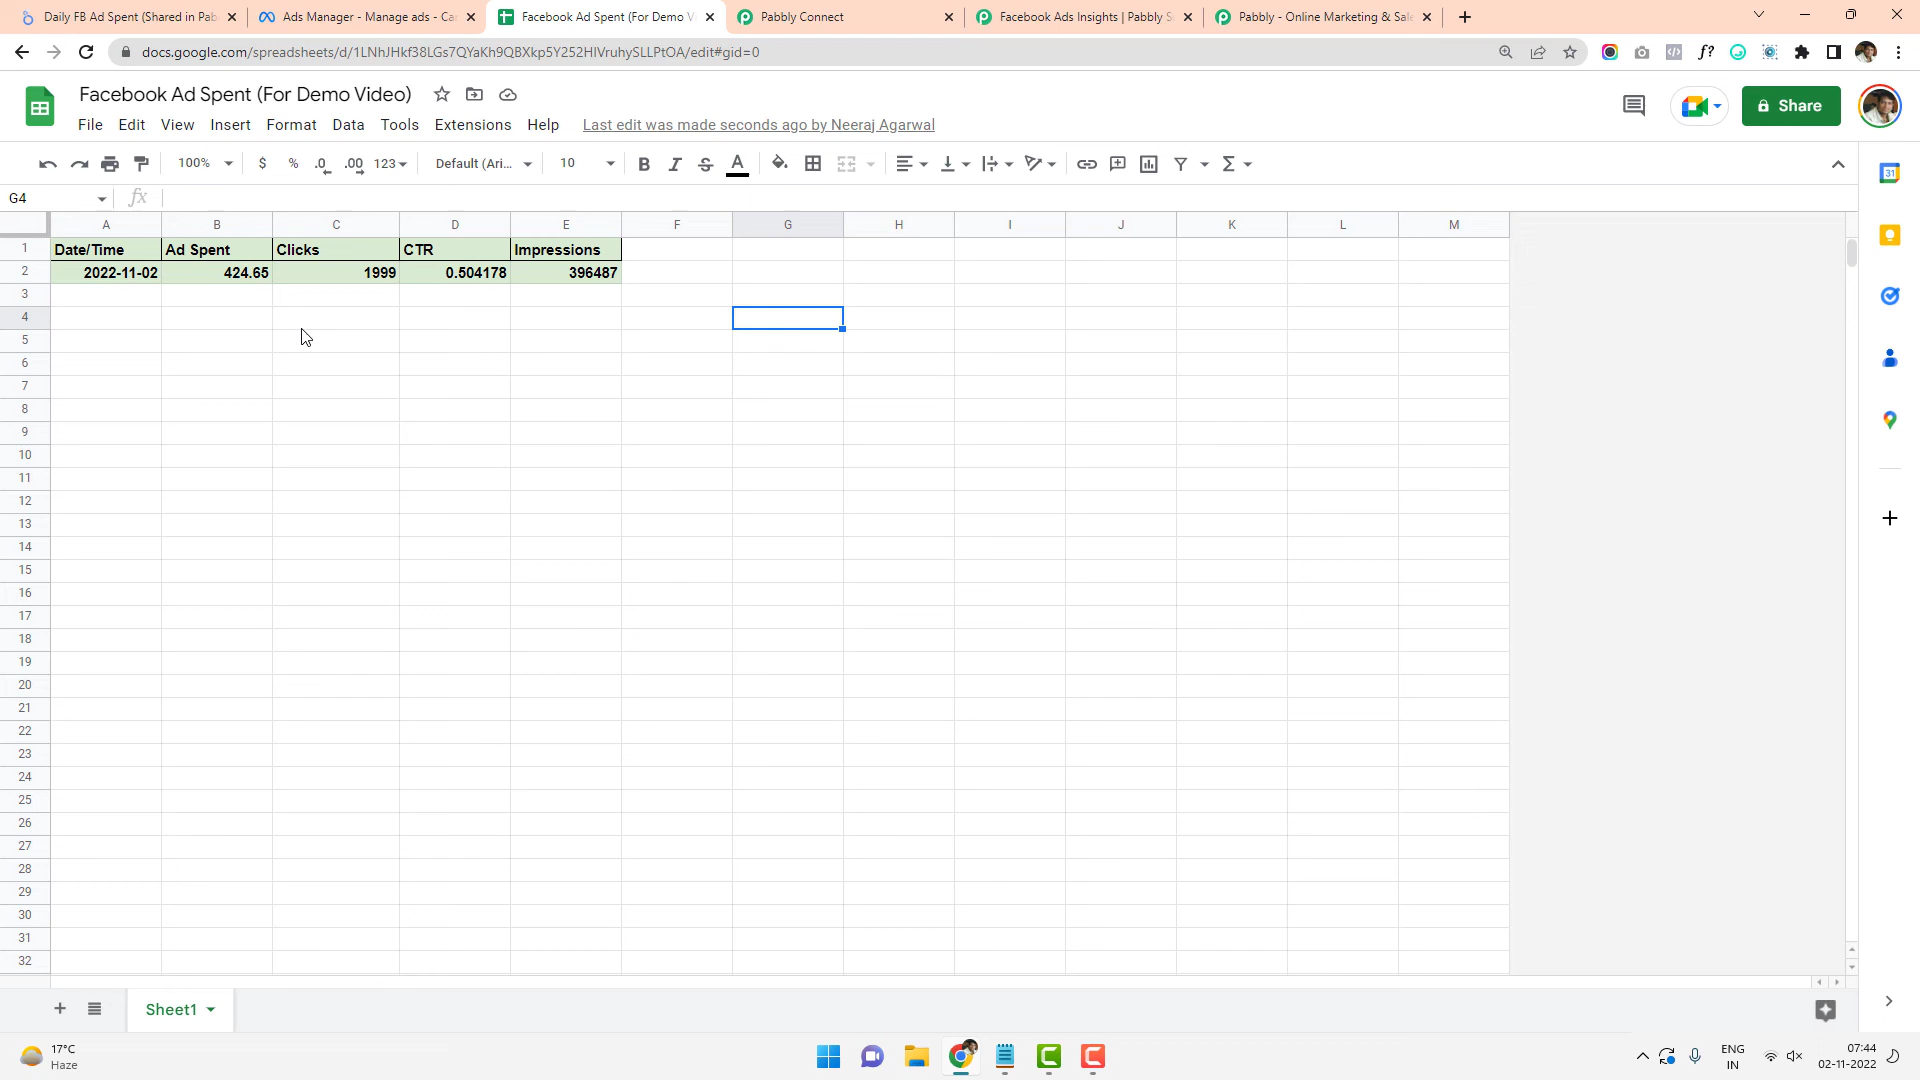 Daily FB Ad Spent (Shared in Pab
Ads Manager - Manage ads - Ca
Facebook Ad Spent (For Demo V
Pabbly Connect
Facebook Ads Insights | Pabbly S
Pabbly - Online Marketing & Sale
docs.google.com/spreadsheets/d/1LNhJHkf38LGs7QYaKh9QBXkp5Y252HIVruhySLLPtOA/edit#gid=0
Facebook Ad Spent (For Demo Video)
Share
File Edit View Insert Format Data Tools Extensions Help Last edit was made seconds ago by Neeraj Agarwal
100% $ % .0 .00 123 Default (Ari... 10 B I S A
G4 fx
A B C D E F G H I J K L M
1 Date/Time Ad Spent Clicks CTR Impressions
2 2022-11-02 424.65 1999 0.504178 396487
3
4
5
6
7
8
9
10
11
12
13
14
15
16
17
18
19
20
21
22
23
24
25
26
27
28
29
30
31
32
Sheet1
17°C
Haze
ENG
IN
07:44
02-11-2022
31